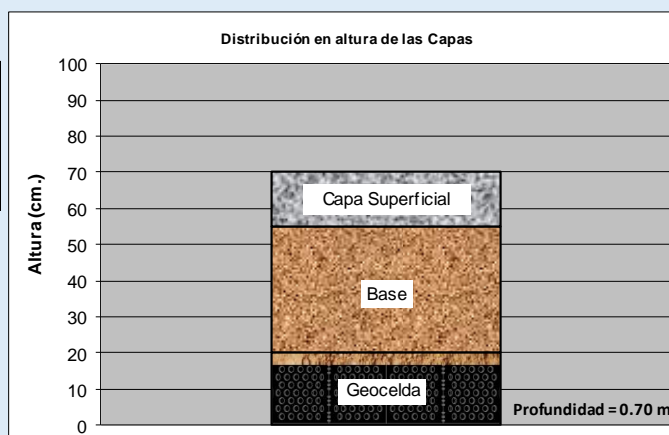 Distribución en altura de las Capas
Altura (cm.)
100
90
80
70
60
50
40
30
20
10
0
Capa Superficial
Base
Geocelda
Profundidad = 0.70 m